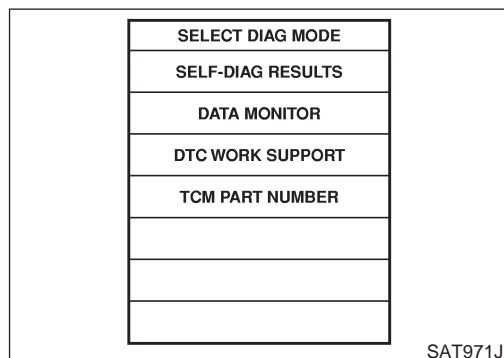 SELECT DIAG MODE
SELF-DIAG RESULTS
DATA MONITOR
DTC WORK SUPPORT
TCM PART NUMBER
SAT971J